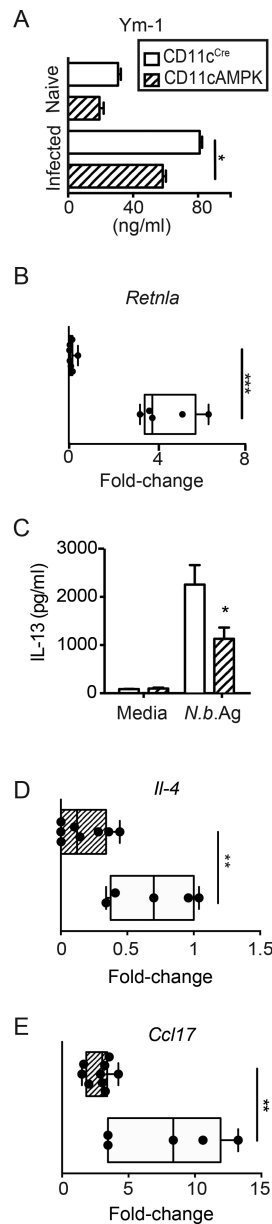 A
Ym-1
CD11cCre
CD11cAMPK
Naive
Infected
*
0 40 80
(ng/ml)
B
Retnla
***
0 4 8
Fold-change
C
IL-13 (pg/ml)
3000
2000
1000
0
*
Media N.b.Ag
D
Il-4
**
0 0.5 1 1.5
Fold-change
E
Ccl17
**
0 5 10 15
Fold-change